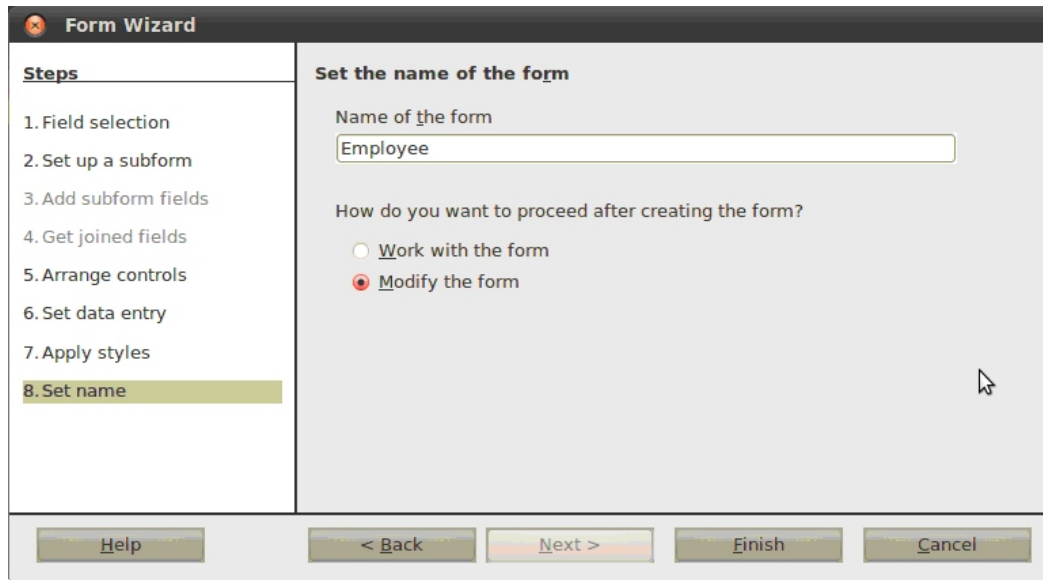 Form Wizard
Steps
1. Field selection
2. Set up a subform
3. Add subform fields
4. Get joined fields
5. Arrange controls
6. Set data entry
7. Apply styles
8. Set name
Set the name of the form
Name of the form
Employee
How do you want to proceed after creating the form?
Work with the form
Modify the form
Help
< Back
Next >
Finish
Cancel